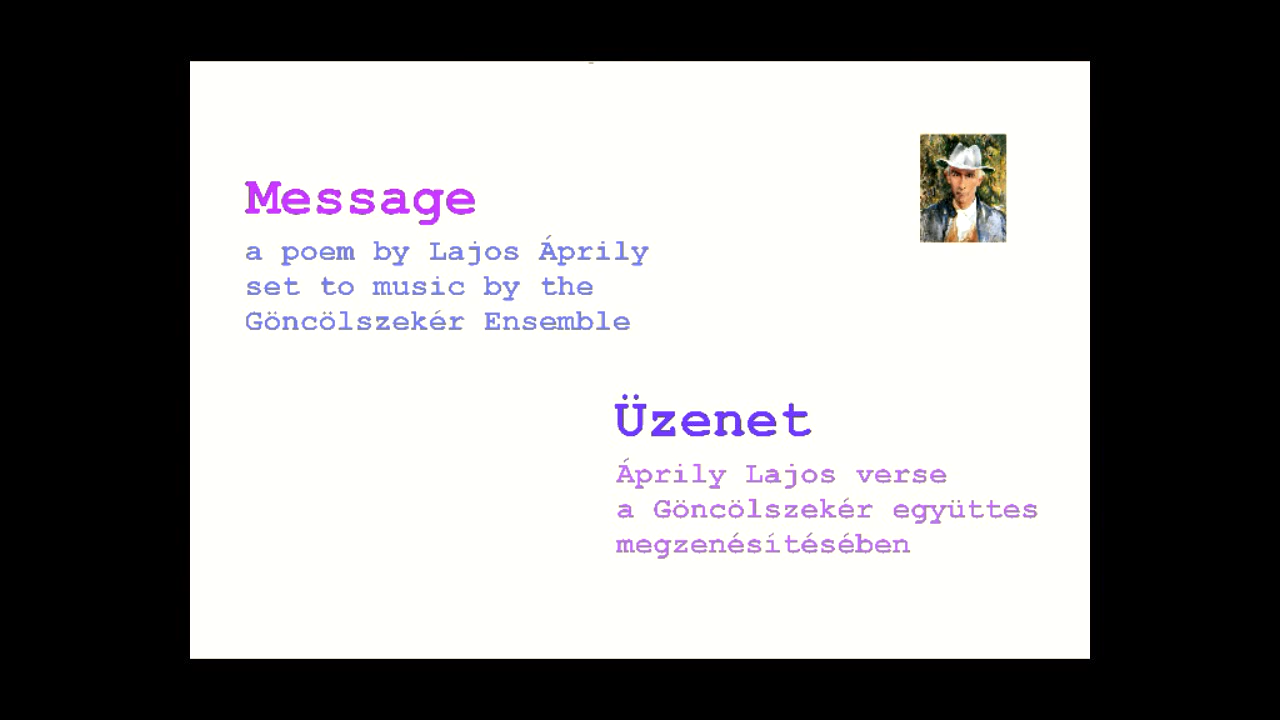 Message
a poem by Lajos Áprily
set to music by the
Göncölszekér Ensemble
Üzenet
Áprily Lajos verse
a Göncölszekér együttes
megzenésítésében